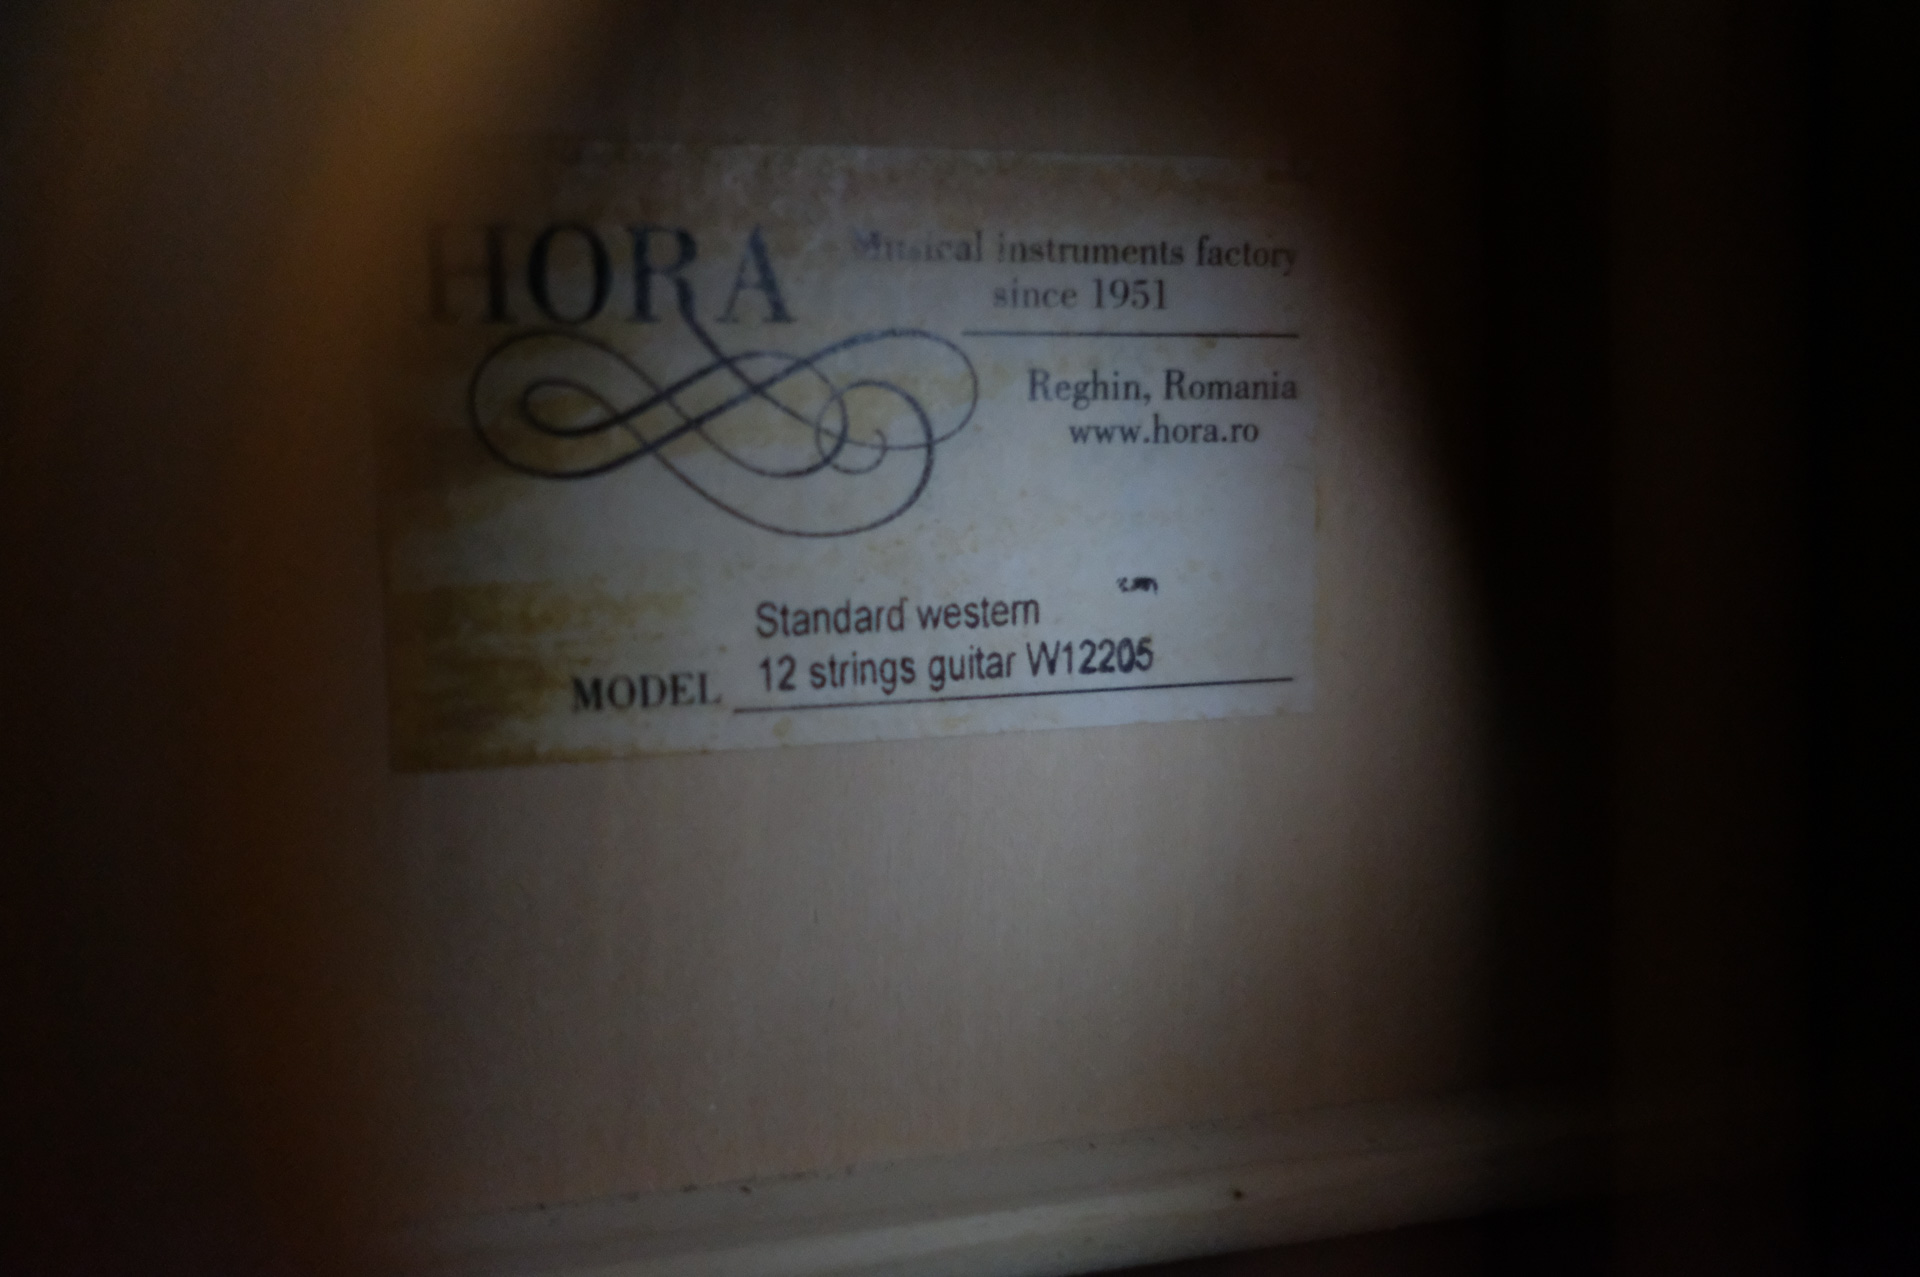 HORA
Musical instruments factory
since 1951
Reghin, Romania
www.hora.ro
Standard western
MODEL 12 strings guitar W12205